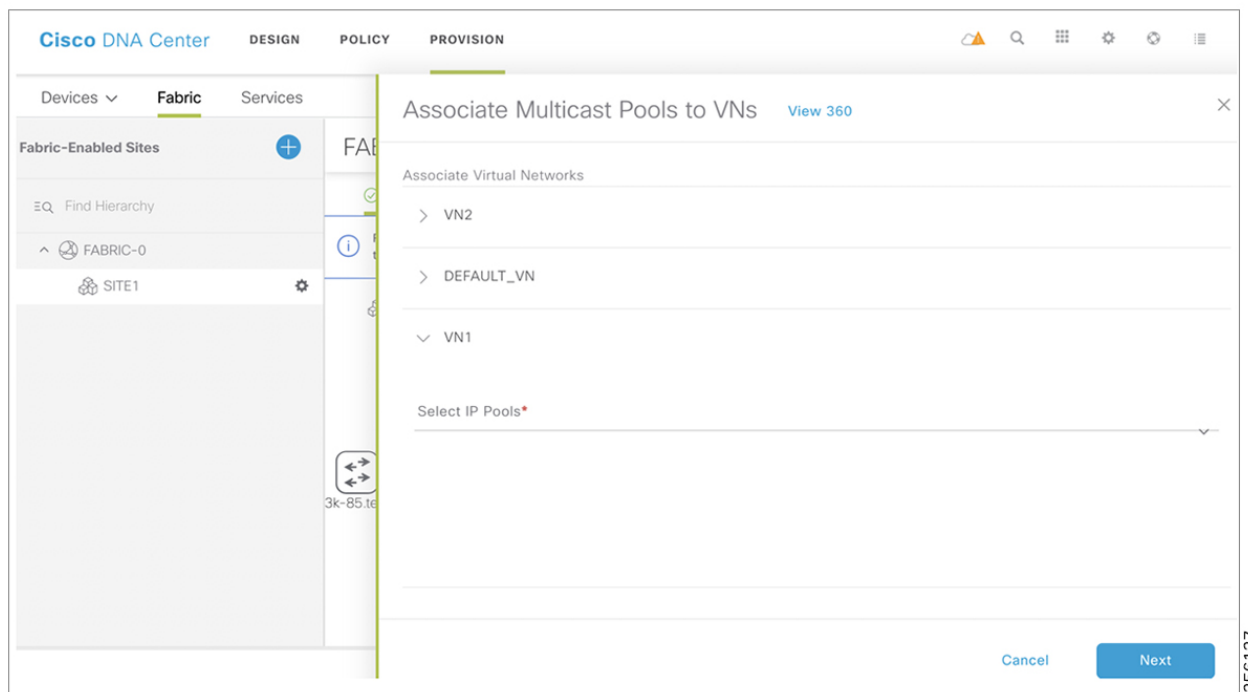 Cisco DNA Center DESIGN POLICY PROVISION
Devices Fabric Services
Fabric-Enabled Sites
Find Hierarchy
FABRIC-0
SITE1
3k-85.te
Associate Multicast Pools to VNs View 360
Associate Virtual Networks
VN2
DEFAULT_VN
VN1
Select IP Pools*
Cancel Next